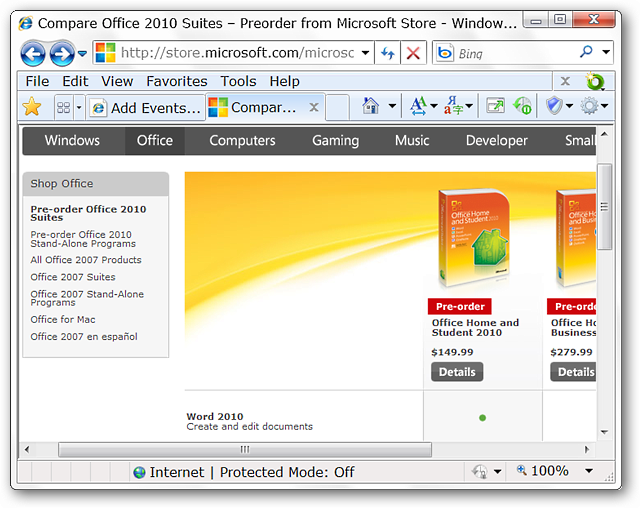 Compare Office 2010 Suites – Preorder from Microsoft Store - Window...
http://store.microsoft.com/microsc
Bing
File Edit View Favorites Tools Help
Add Events...
Compar...
Windows Office Computers Gaming Music Developer Small
Shop Office
Pre-order Office 2010
Suites
Pre-order Office 2010
Stand-Alone Programs
All Office 2007 Products
Office 2007 Suites
Office 2007 Stand-Alone
Programs
Office for Mac
Office 2007 en español
Office Home
and Student 2010
Microsoft
Pre-order
Office Home and
Student 2010
$149.99
Details
Office
Busines
Pre-order
Office Ho
Business
$279.99
Details
Word 2010
Create and edit documents
Internet | Protected Mode: Off
100%